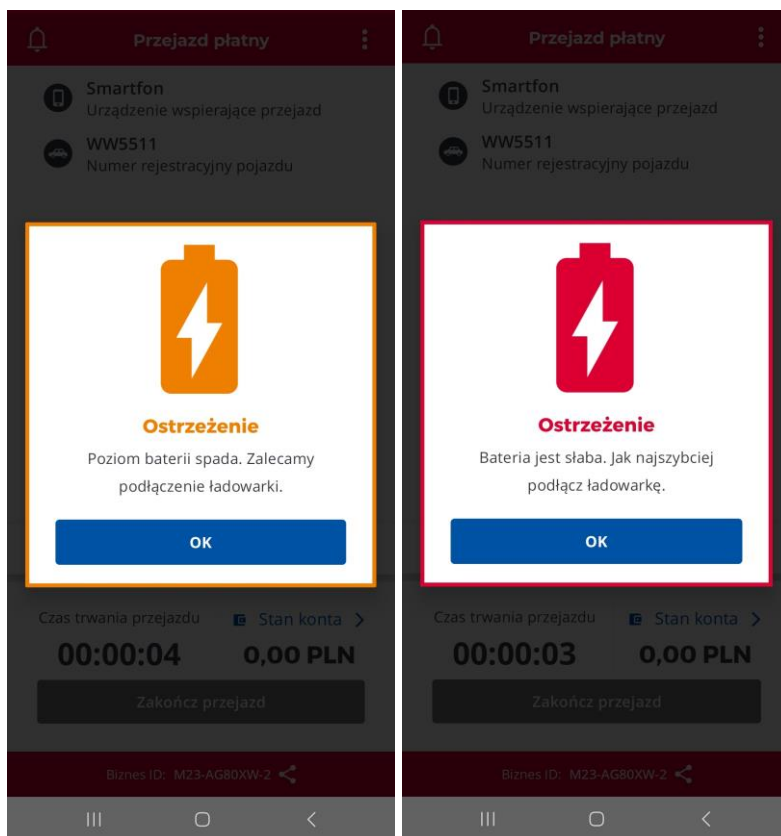 Przejazd płatny
Smartfon
Urządzenie wspierające przejazd
WW5511
Numer rejestracyjny pojazdu
Ostrzeżenie
Poziom baterii spada. Zalecamy
podłączenie ładowarki.
OK
Czas trwania przejazdu
Stan konta
00:00:04
0,00 PLN
Zakończ przejazd
Biznes ID: M23-AG80XW-2
Przejazd płatny
Smartfon
Urządzenie wspierające przejazd
WW5511
Numer rejestracyjny pojazdu
Ostrzeżenie
Bateria jest słaba. Jak najszybciej
podłącz ładowarkę.
OK
Czas trwania przejazdu
Stan konta
00:00:03
0,00 PLN
Zakończ przejazd
Biznes ID: M23-AG80XW-2